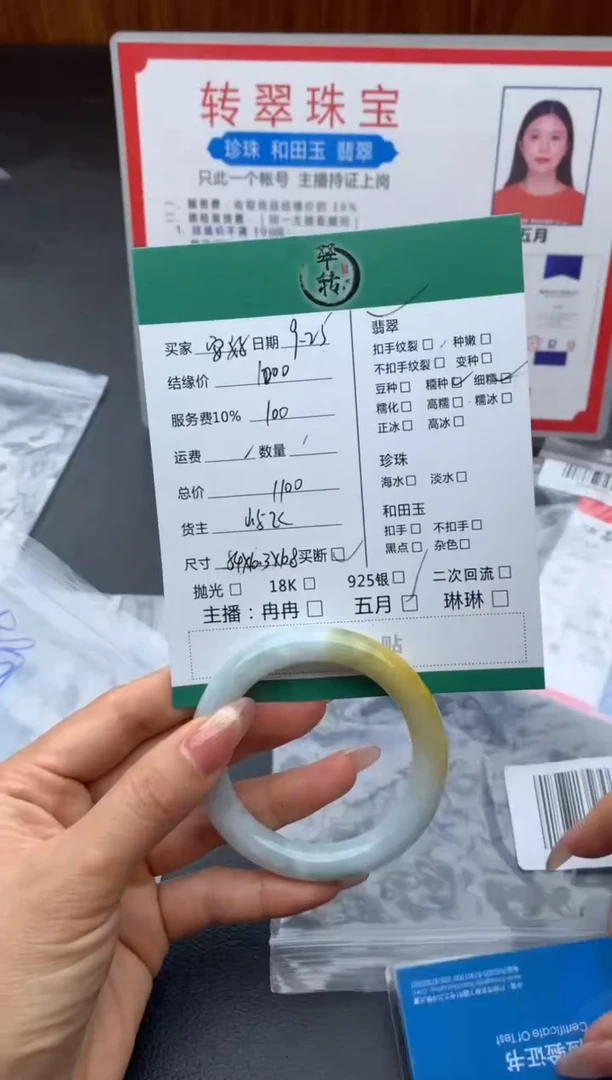 转翠珠宝
珍珠 和田玉 翡翠
只此一个帐号 主播持证上岗
五月
翠转
买家 日期 9-25
结缘价 1000
服务费10% 100
运费 / 数量 /
总价 1100
货主
尺寸 买断☐
翡翠
扣手纹裂☐ 种嫩☐
不扣手纹裂☐ 变种☐
豆种☐ 糯种☐ 细糯☐
糯化☐ 高糯☐ 糯冰☐
正冰☐ 高冰☐
珍珠
海水☐ 淡水☐
和田玉
扣手☐ 不扣手☐
黑点☐ 杂色☐
抛光☐ 18K☐ 925银☐ 二次回流☐
主播：冉冉☐ 五月☐ 琳琳☐
贴
验证书
Certificate Of Test